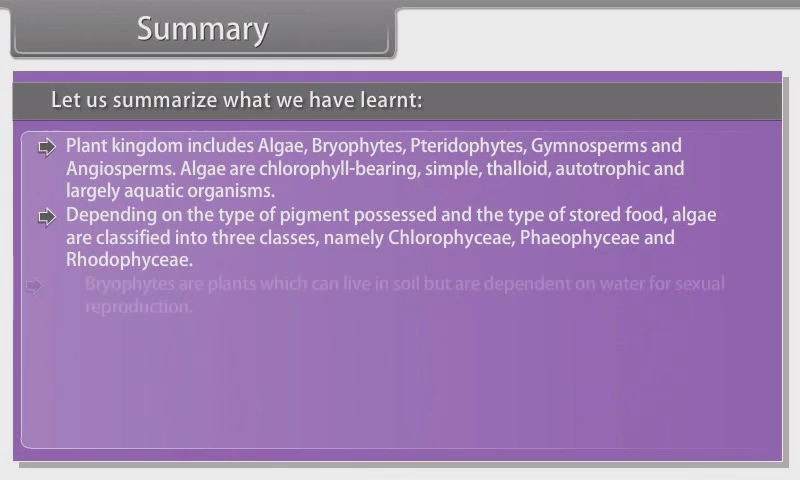 Summary
Let us summarize what we have learnt:
Plant kingdom includes Algae, Bryophytes, Pteridophytes, Gymnosperms and
Angiosperms. Algae are chlorophyll-bearing, simple, thalloid, autotrophic and
largely aquatic organisms.
Depending on the type of pigment possessed and the type of stored food, algae
are classified into three classes, namely Chlorophyceae, Phaeophyceae and
Rhodophyceae.
Bryophytes are plants which can live in soil but are dependent on water for sexual
reproduction.